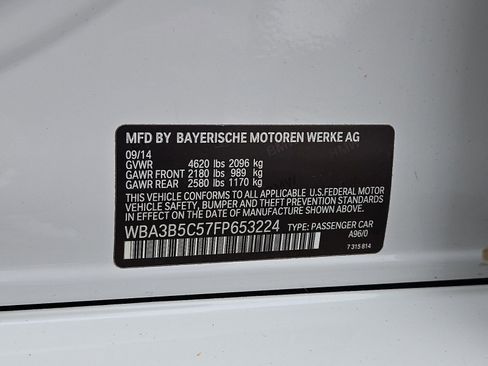 MFD BY BAYERISCHE MOTOREN WERKE AG
09/14
GVWR 4620 lbs 2096 kg
GAWR FRONT 2180 lbs 989 kg
GAWR REAR 2580 lbs 1170 kg
THIS VEHICLE CONFORMS TO ALL APPLICABLE U.S.FEDERAL MOTOR
VEHICLE SAFETY, BUMPER, AND THEFT PREVENTION STANDARDS
IN EFFECT ON THE DATE OF MANUFACTURE SHOWN ABOVE.
WBA3B5C57FP653224 TYPE: PASSENGER CAR
A96/0
7 315 814